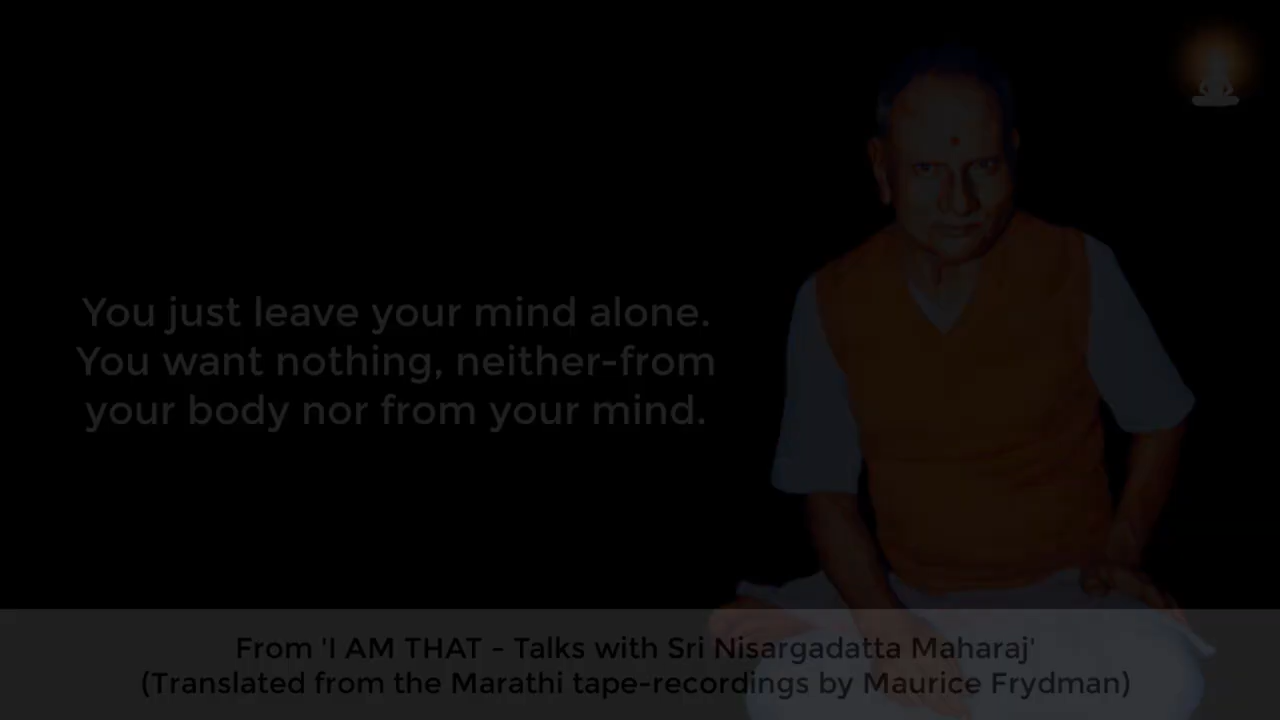 You just leave your mind alone.
You want nothing, neither-from
your body nor from your mind.
From 'I AM THAT - Talks with Sri Nisargadatta Maharaj'
(Translated from the Marathi tape-recordings by Maurice Frydman)